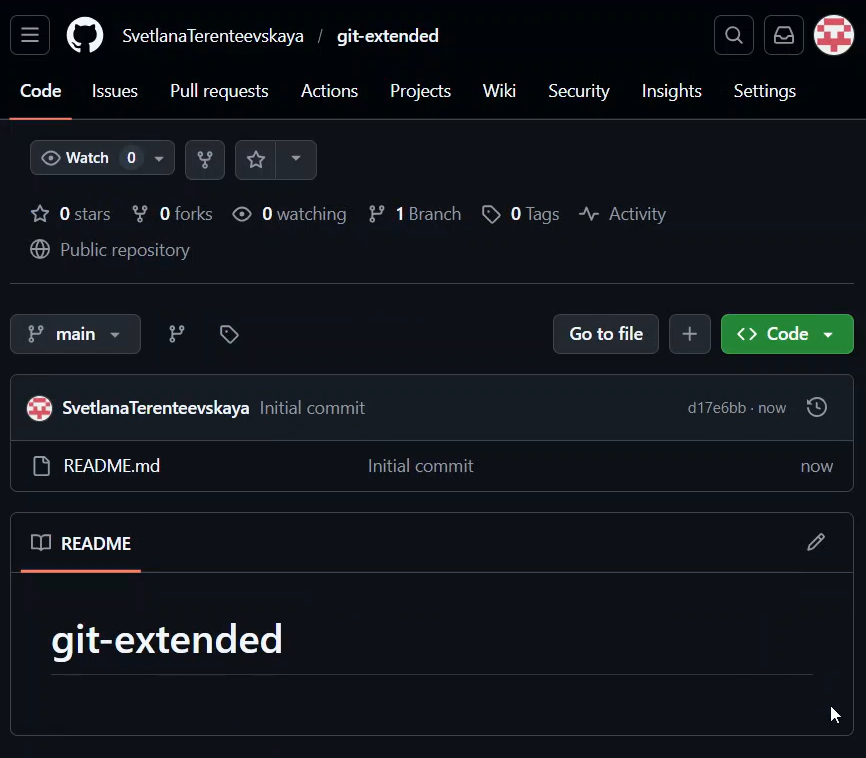 SvetlanaTerenteevskaya / git-extended
Code Issues Pull requests Actions Projects Wiki Security Insights Settings
Watch 0
0 stars 0 forks 0 watching 1 Branch 0 Tags Activity
Public repository
main Go to file Code
SvetlanaTerenteevskaya Initial commit d17e6bb · now
README.md Initial commit now
README
git-extended